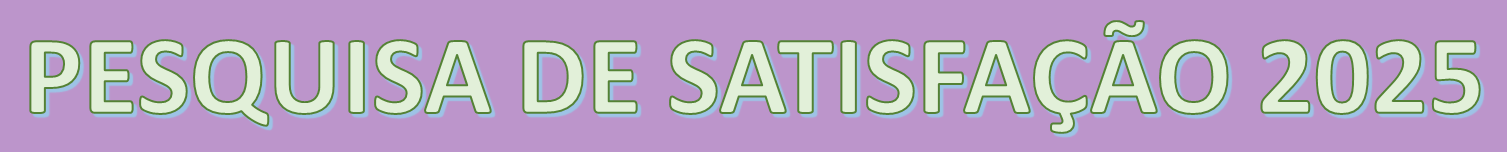 PESQUISA DE SATISFAÇÃO 2025